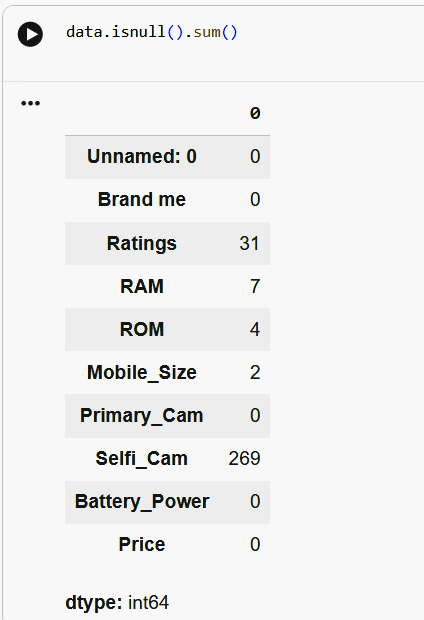 data.isnull().sum()
0
Unnamed: 0 0
Brand me 0
Ratings 31
RAM 7
ROM 4
Mobile_Size 2
Primary_Cam 0
Selfi_Cam 269
Battery_Power 0
Price 0
dtype: int64